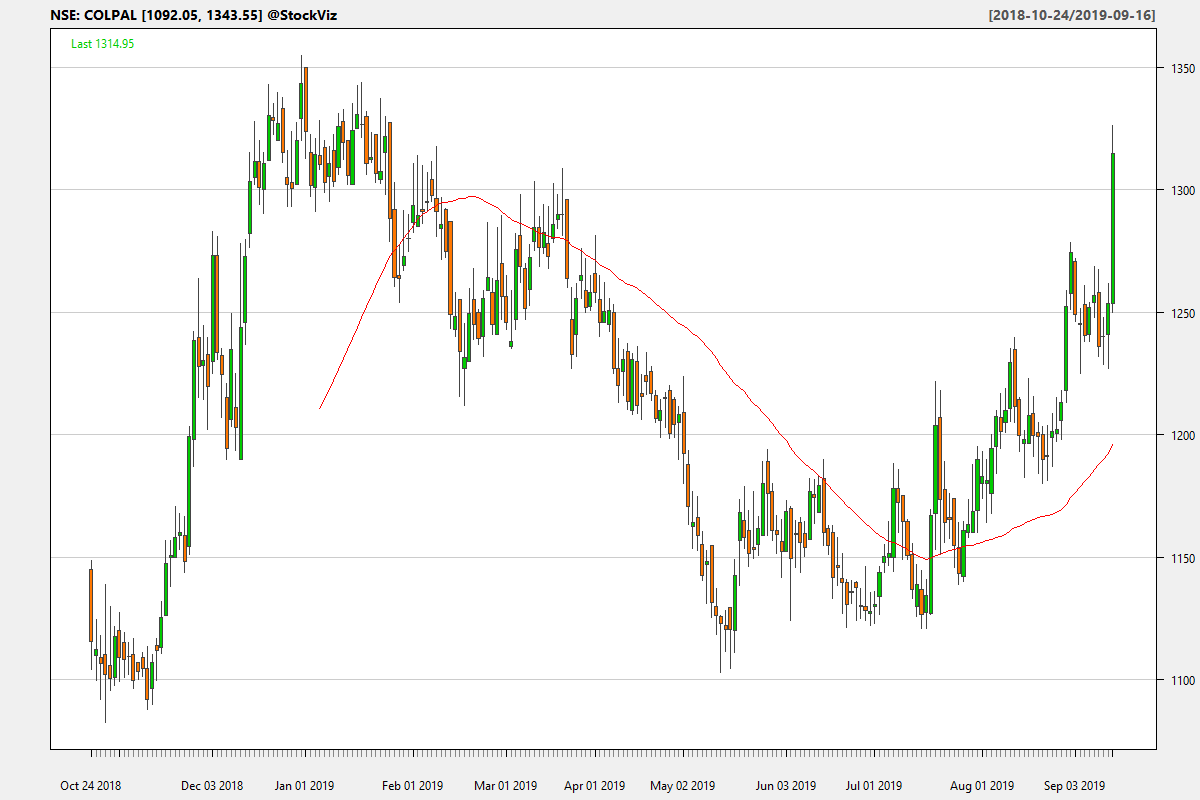 NSE: COLPAL [1092.05, 1343.55] @StockViz
[2018-10-24/2019-09-16]
Last 1314.95
1350
1300
1250
1200
1150
1100
Oct 24 2018 Dec 03 2018 Jan 01 2019 Feb 01 2019 Mar 01 2019 Apr 01 2019 May 02 2019 Jun 03 2019 Jul 01 2019 Aug 01 2019 Sep 03 2019